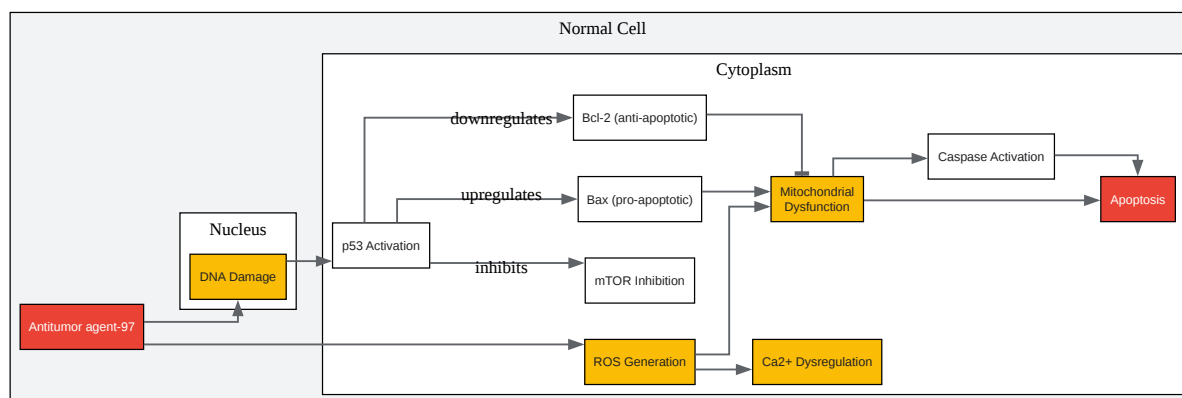 Normal Cell
Cytoplasm
downregulates
Bcl-2 (anti-apoptotic)
Caspase Activation
upregulates
Bax (pro-apoptotic)
Mitochondrial
Dysfunction
Apoptosis
Nucleus
p53 Activation
DNA Damage
inhibits
mTOR Inhibition
Antitumor agent-97
ROS Generation
Ca2+ Dysregulation